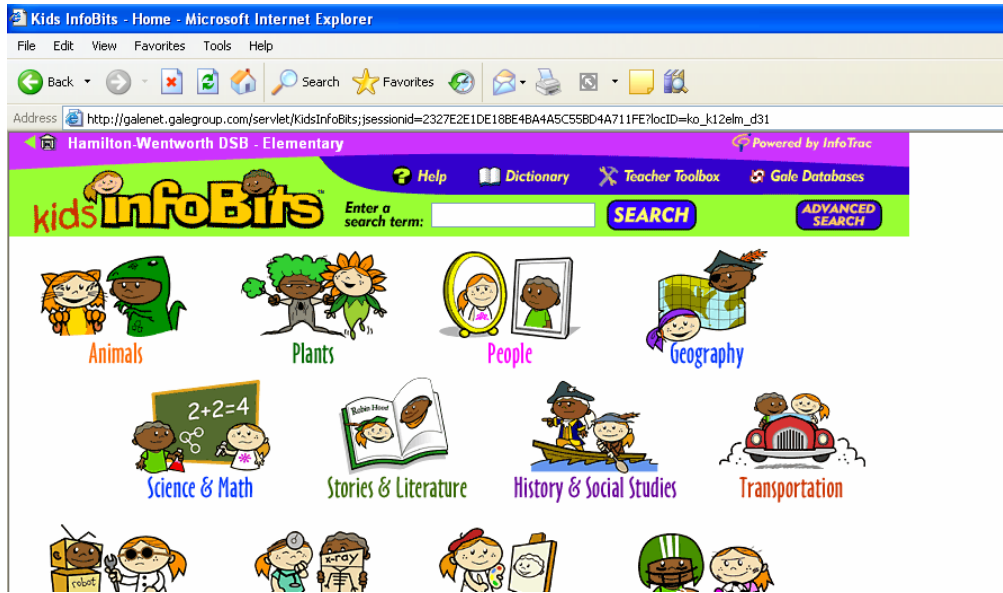 Kids InfoBits - Home - Microsoft Internet Explorer
File Edit View Favorites Tools Help
Back Search Favorites
Address http://galenet.galegroup.com/servlet/KidsInfoBits;jsessionid=2327E2E1DE18BE4BA4A5C55BD4A711FE?locID=ko_k12elm_d31
Hamilton-Wentworth DSB - Elementary Powered by InfoTrac
Help Dictionary Teacher Toolbox Gale Databases
kids InfoBits™ Enter a search term: SEARCH ADVANCED SEARCH
Animals Plants People Geography
2+2=4
Robin Hood
Science & Math Stories & Literature History & Social Studies Transportation
robot x-ray